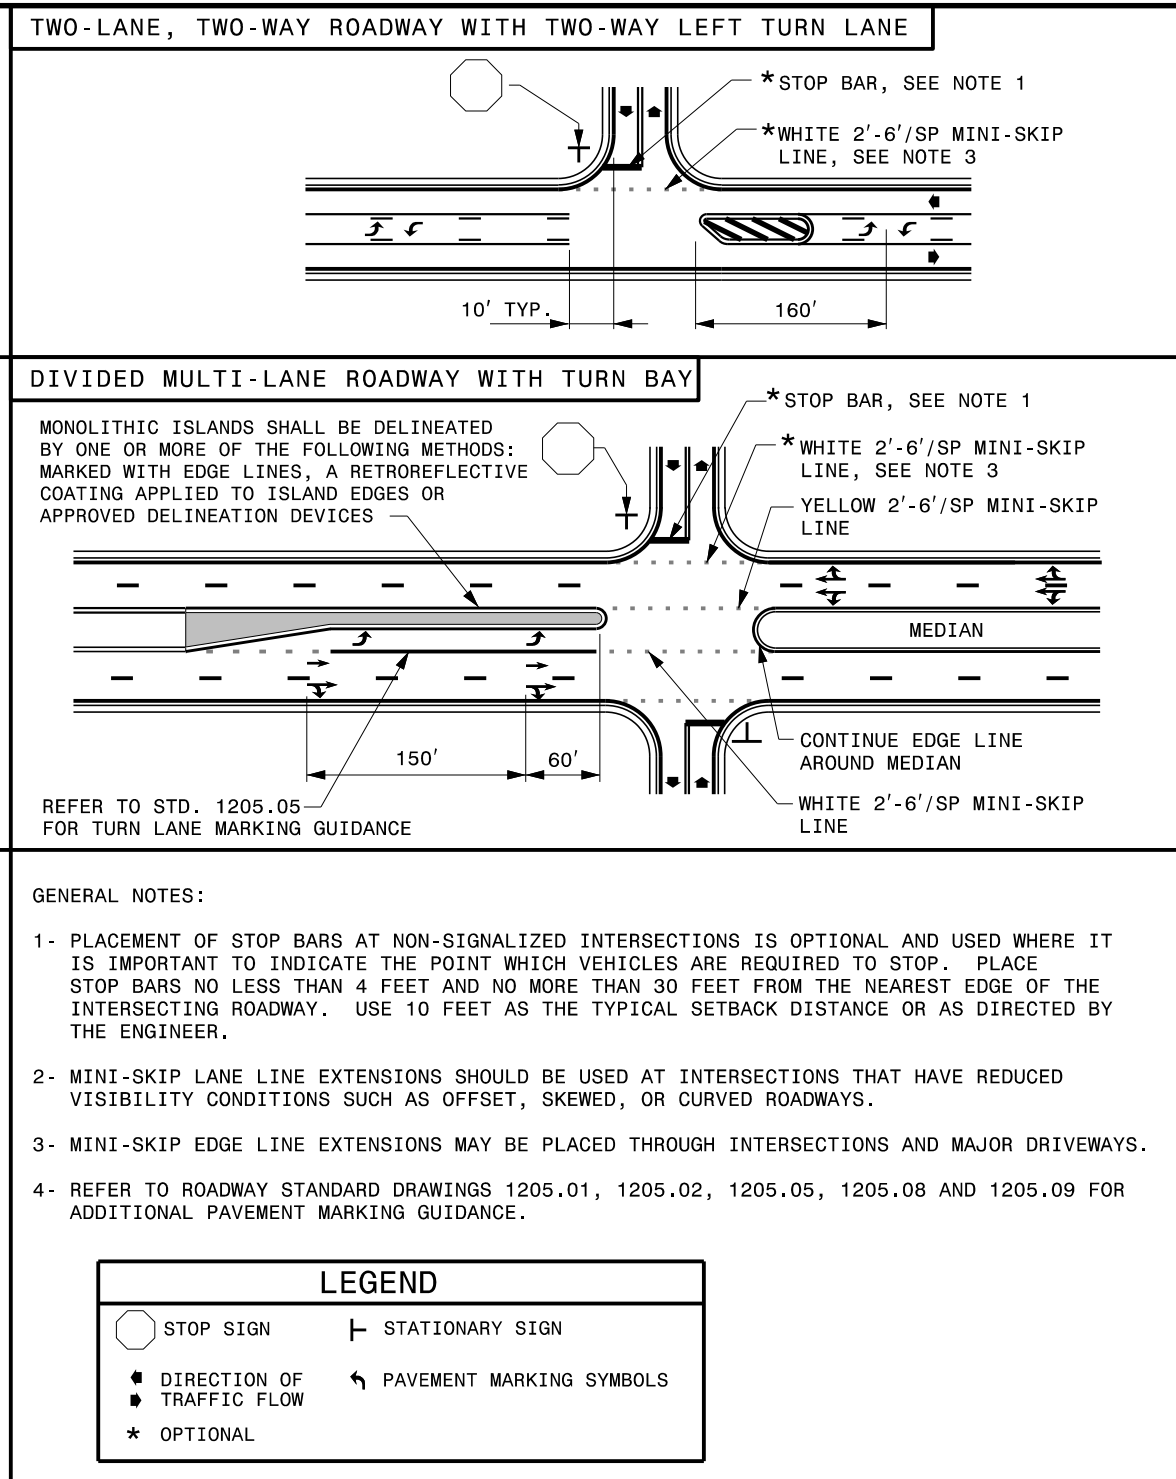 TWO-LANE, TWO-WAY ROADWAY WITH TWO-WAY LEFT TURN LANE
*STOP BAR, SEE NOTE 1
*WHITE 2'-6'/SP MINI-SKIP
LINE, SEE NOTE 3
10' TYP.
160'
DIVIDED MULTI-LANE ROADWAY WITH TURN BAY
*STOP BAR, SEE NOTE 1
MONOLITHIC ISLANDS SHALL BE DELINEATED
BY ONE OR MORE OF THE FOLLOWING METHODS:
MARKED WITH EDGE LINES, A RETROREFLECTIVE
COATING APPLIED TO ISLAND EDGES OR
APPROVED DELINEATION DEVICES
*WHITE 2'-6'/SP MINI-SKIP
LINE, SEE NOTE 3
YELLOW 2'-6'/SP MINI-SKIP
LINE
MEDIAN
150'
60'
CONTINUE EDGE LINE
AROUND MEDIAN
REFER TO STD. 1205.05
FOR TURN LANE MARKING GUIDANCE
WHITE 2'-6'/SP MINI-SKIP
LINE
GENERAL NOTES:
1- PLACEMENT OF STOP BARS AT NON-SIGNALIZED INTERSECTIONS IS OPTIONAL AND USED WHERE IT
IS IMPORTANT TO INDICATE THE POINT WHICH VEHICLES ARE REQUIRED TO STOP. PLACE
STOP BARS NO LESS THAN 4 FEET AND NO MORE THAN 30 FEET FROM THE NEAREST EDGE OF THE
INTERSECTING ROADWAY. USE 10 FEET AS THE TYPICAL SETBACK DISTANCE OR AS DIRECTED BY
THE ENGINEER.
2- MINI-SKIP LANE LINE EXTENSIONS SHOULD BE USED AT INTERSECTIONS THAT HAVE REDUCED
VISIBILITY CONDITIONS SUCH AS OFFSET, SKEWED, OR CURVED ROADWAYS.
3- MINI-SKIP EDGE LINE EXTENSIONS MAY BE PLACED THROUGH INTERSECTIONS AND MAJOR DRIVEWAYS.
4- REFER TO ROADWAY STANDARD DRAWINGS 1205.01, 1205.02, 1205.05, 1205.08 AND 1205.09 FOR
ADDITIONAL PAVEMENT MARKING GUIDANCE.
LEGEND
STOP SIGN
STATIONARY SIGN
DIRECTION OF
TRAFFIC FLOW
PAVEMENT MARKING SYMBOLS
* OPTIONAL